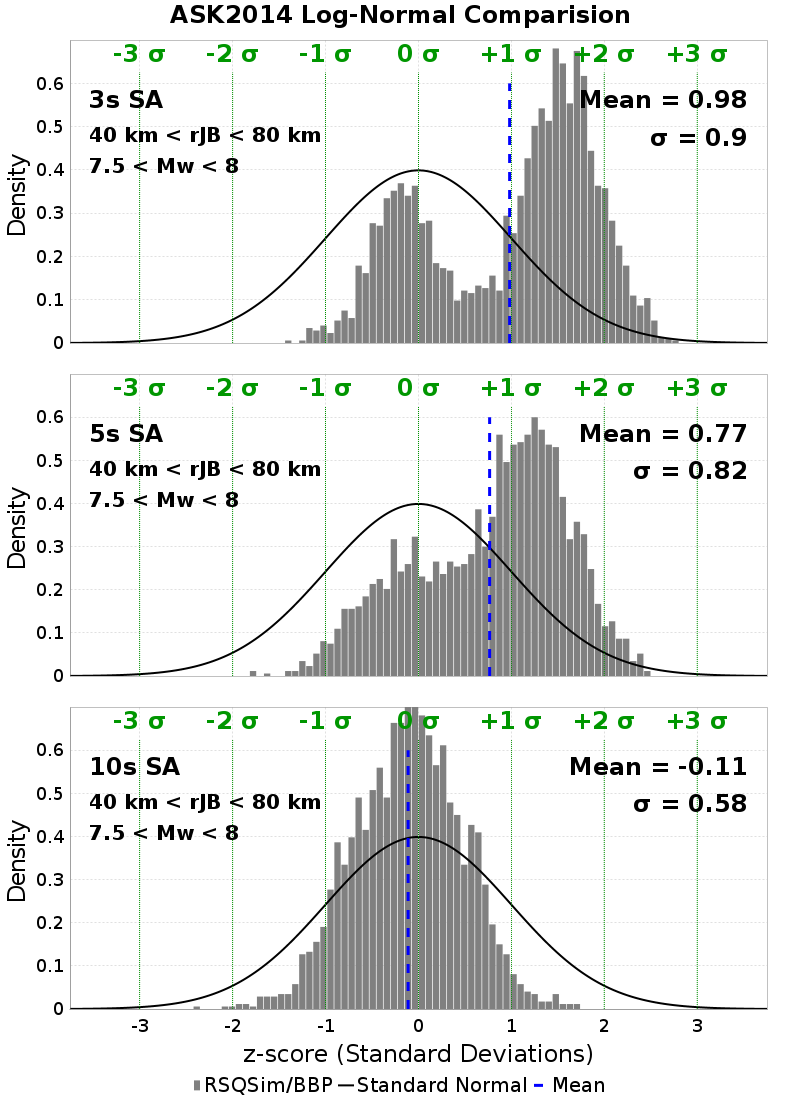 ASK2014 Log-Normal Comparision
-3 σ -2 σ -1 σ 0 σ +1 σ +2 σ +3 σ
3s SA
Mean = 0.98
40 km < rJB < 80 km
σ = 0.9
7.5 < Mw < 8
Density
0.6
0.5
0.4
0.3
0.2
0.1
0
-3 σ -2 σ -1 σ 0 σ +1 σ +2 σ +3 σ
5s SA
Mean = 0.77
40 km < rJB < 80 km
σ = 0.82
7.5 < Mw < 8
Density
0.6
0.5
0.4
0.3
0.2
0.1
0
-3 σ -2 σ -1 σ 0 σ +1 σ +2 σ +3 σ
10s SA
Mean = -0.11
40 km < rJB < 80 km
σ = 0.58
7.5 < Mw < 8
Density
0.6
0.5
0.4
0.3
0.2
0.1
0
-3 -2 -1 0 1 2 3
z-score (Standard Deviations)
RSQSim/BBP Standard Normal Mean